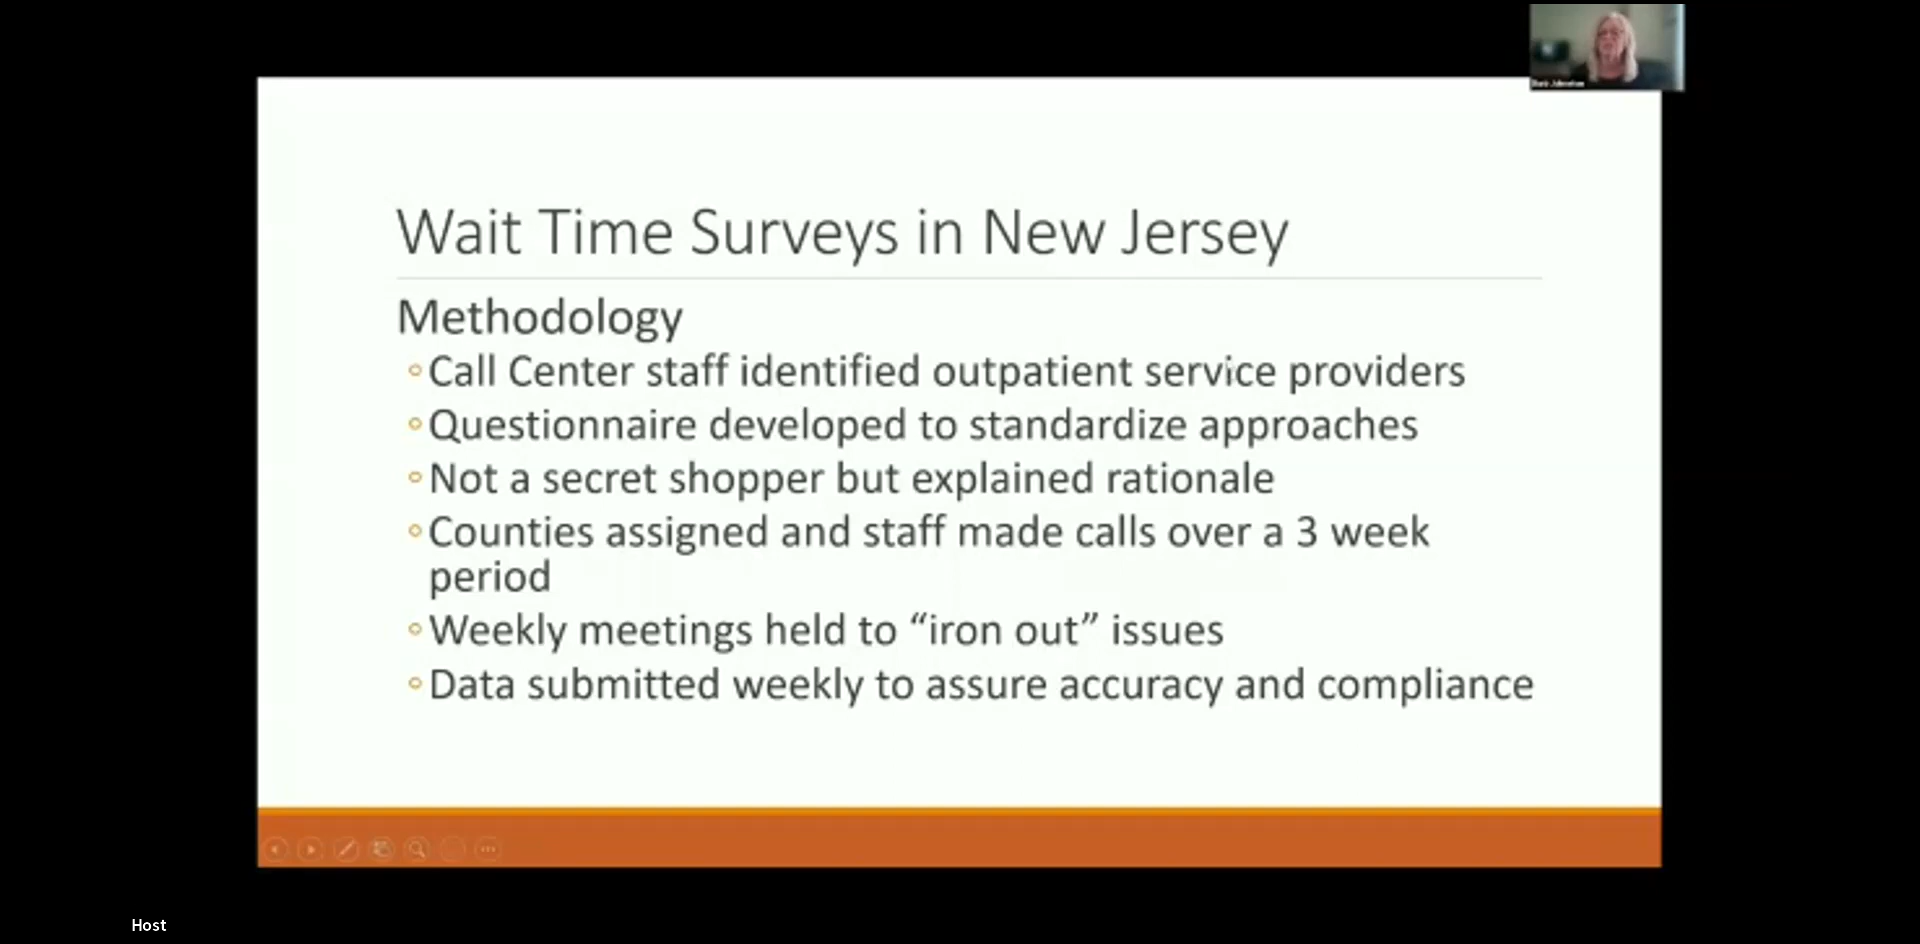 Wait Time Surveys in New Jersey
Methodology
Call Center staff identified outpatient service providers
Questionnaire developed to standardize approaches
Not a secret shopper but explained rationale
Counties assigned and staff made calls over a 3 week
period
Weekly meetings held to “iron out” issues
Data submitted weekly to assure accuracy and compliance
Host